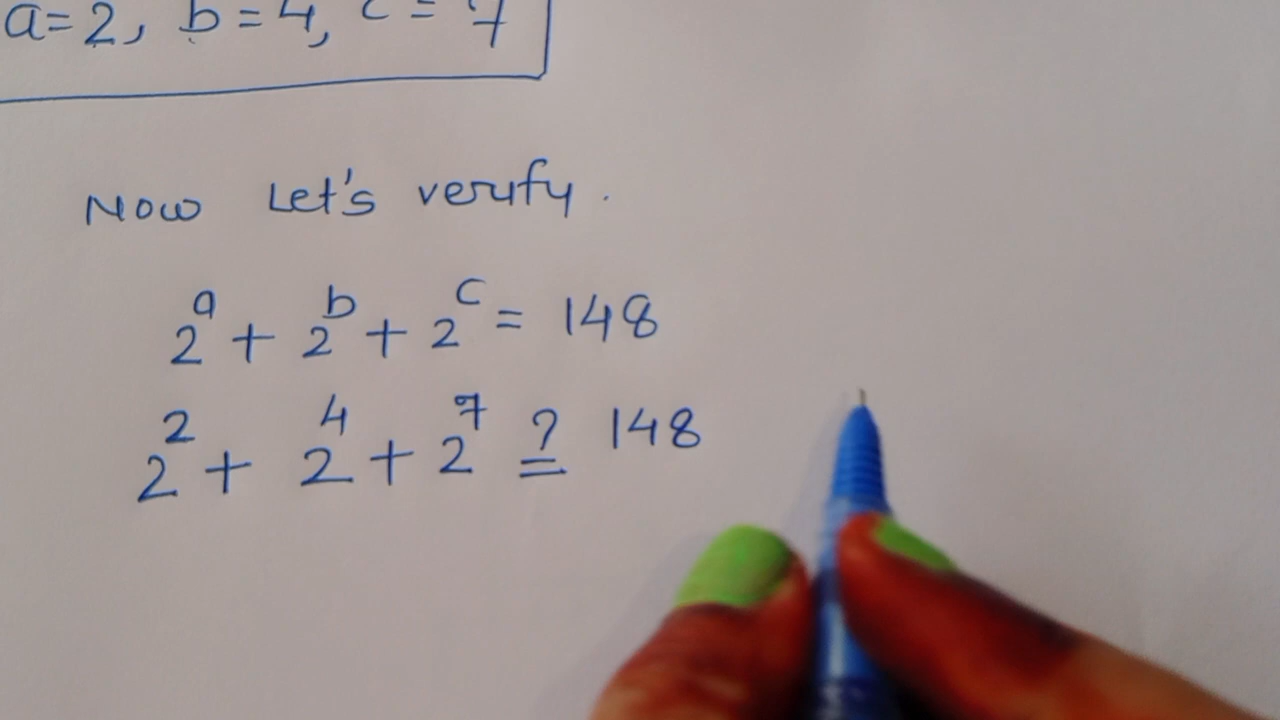 a=2, b=4, c=7
Now Let's verify.
2^a + 2^b + 2^c = 148
2^2 + 2^4 + 2^7 ≟ 148